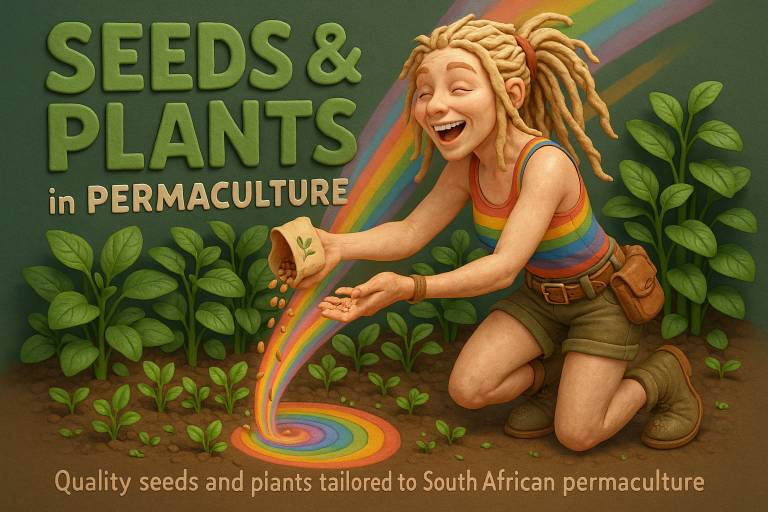 SEEDS &
PLANTS
in PERMACULTURE
Quality seeds and plants tailored to South African permaculture